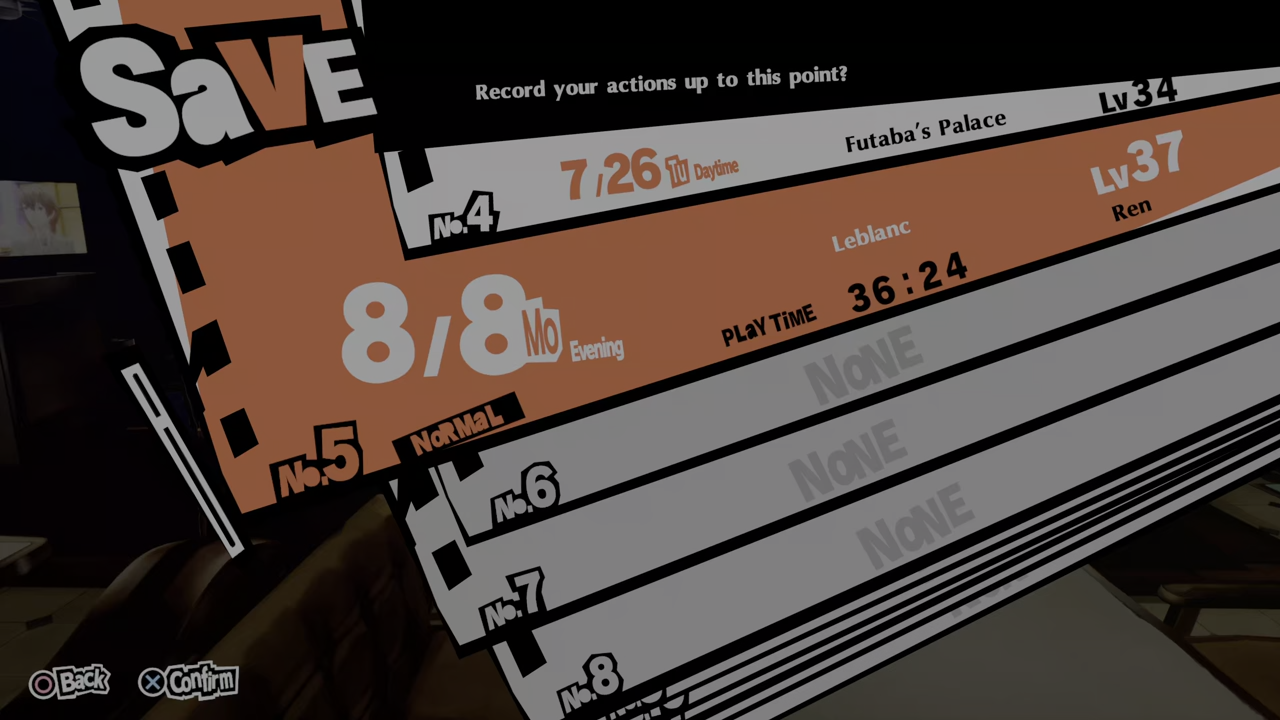 SaVE
Record your actions up to this point?
No.4
7/26 Tu Daytime
Futaba's Palace
Lv34
8/8 Mo Evening
Leblanc
Lv37
Ren
PLaY TiME 36:24
No.5
NoRMaL
No.6
NoNE
No.7
NoNE
No.8
NoNE
Back
Confirm